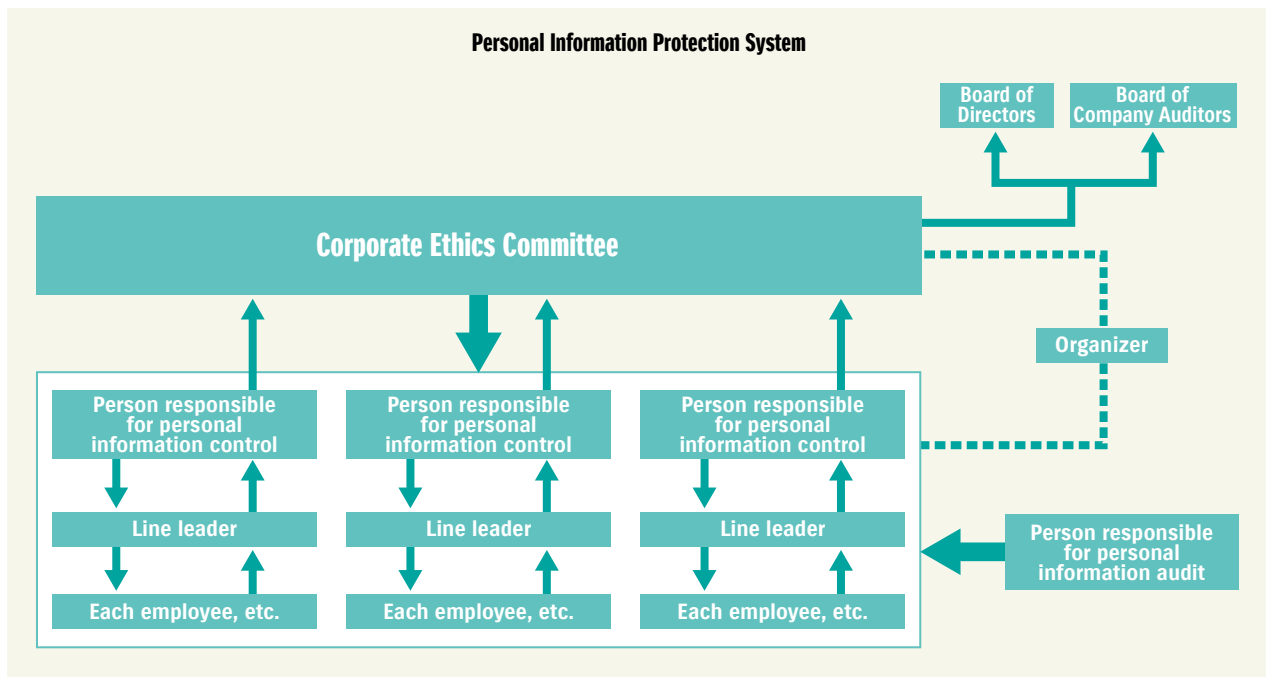 Personal Information Protection System
Board of
Directors
Board of
Company Auditors
Corporate Ethics Committee
Organizer
Person responsible
for personal
information control
Person responsible
for personal
information control
Person responsible
for personal
information control
Line leader
Line leader
Line leader
Person responsible
for personal
information audit
Each employee, etc.
Each employee, etc.
Each employee, etc.